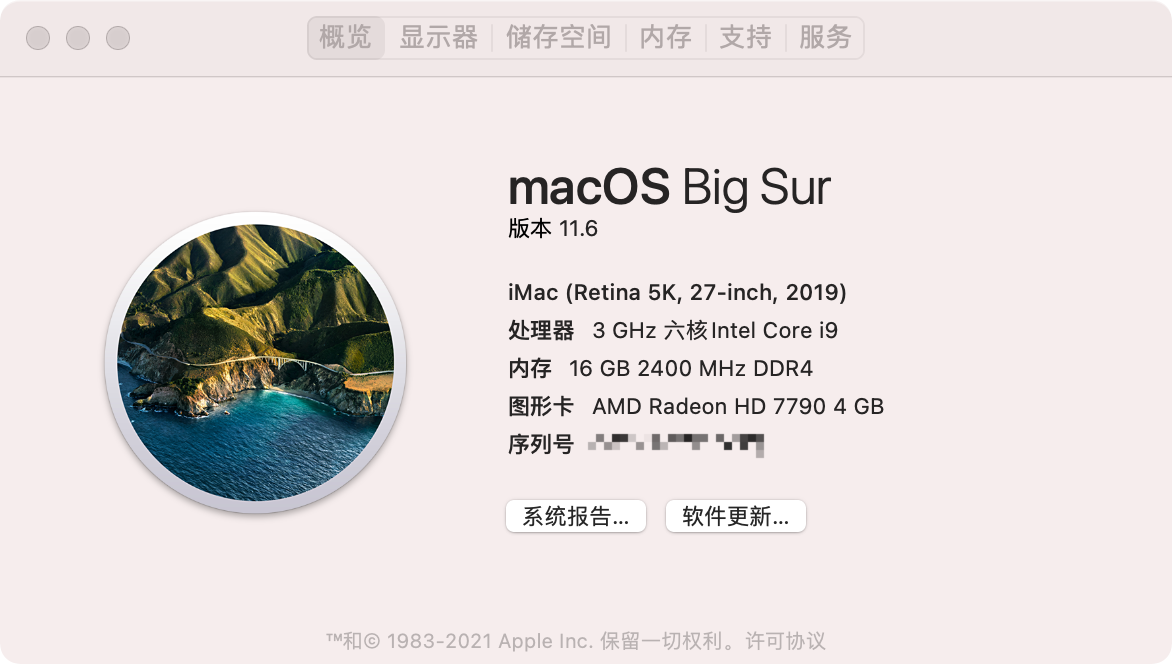 概览 显示器 储存空间 内存 支持 服务
macOS Big Sur
版本 11.6
iMac (Retina 5K, 27-inch, 2019)
处理器 3 GHz 六核Intel Core i9
内存 16 GB 2400 MHz DDR4
图形卡 AMD Radeon HD 7790 4 GB
序列号
系统报告... 软件更新...
™和© 1983-2021 Apple Inc. 保留一切权利。许可协议